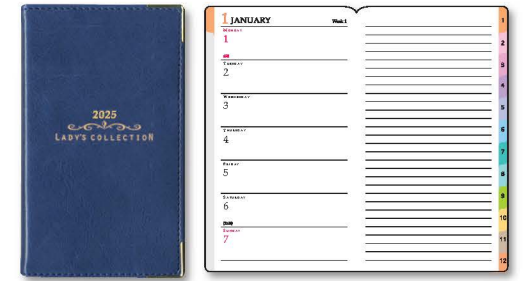 2025
LADY'S COLLECTION
1 JANUARY Week 1
MONDAY
1
TUESDAY
2
WEDNESDAY
3
THURSDAY
4
FRIDAY
5
SATURDAY
6
SUNDAY
7
1
2
3
4
5
6
7
8
9
10
11
12